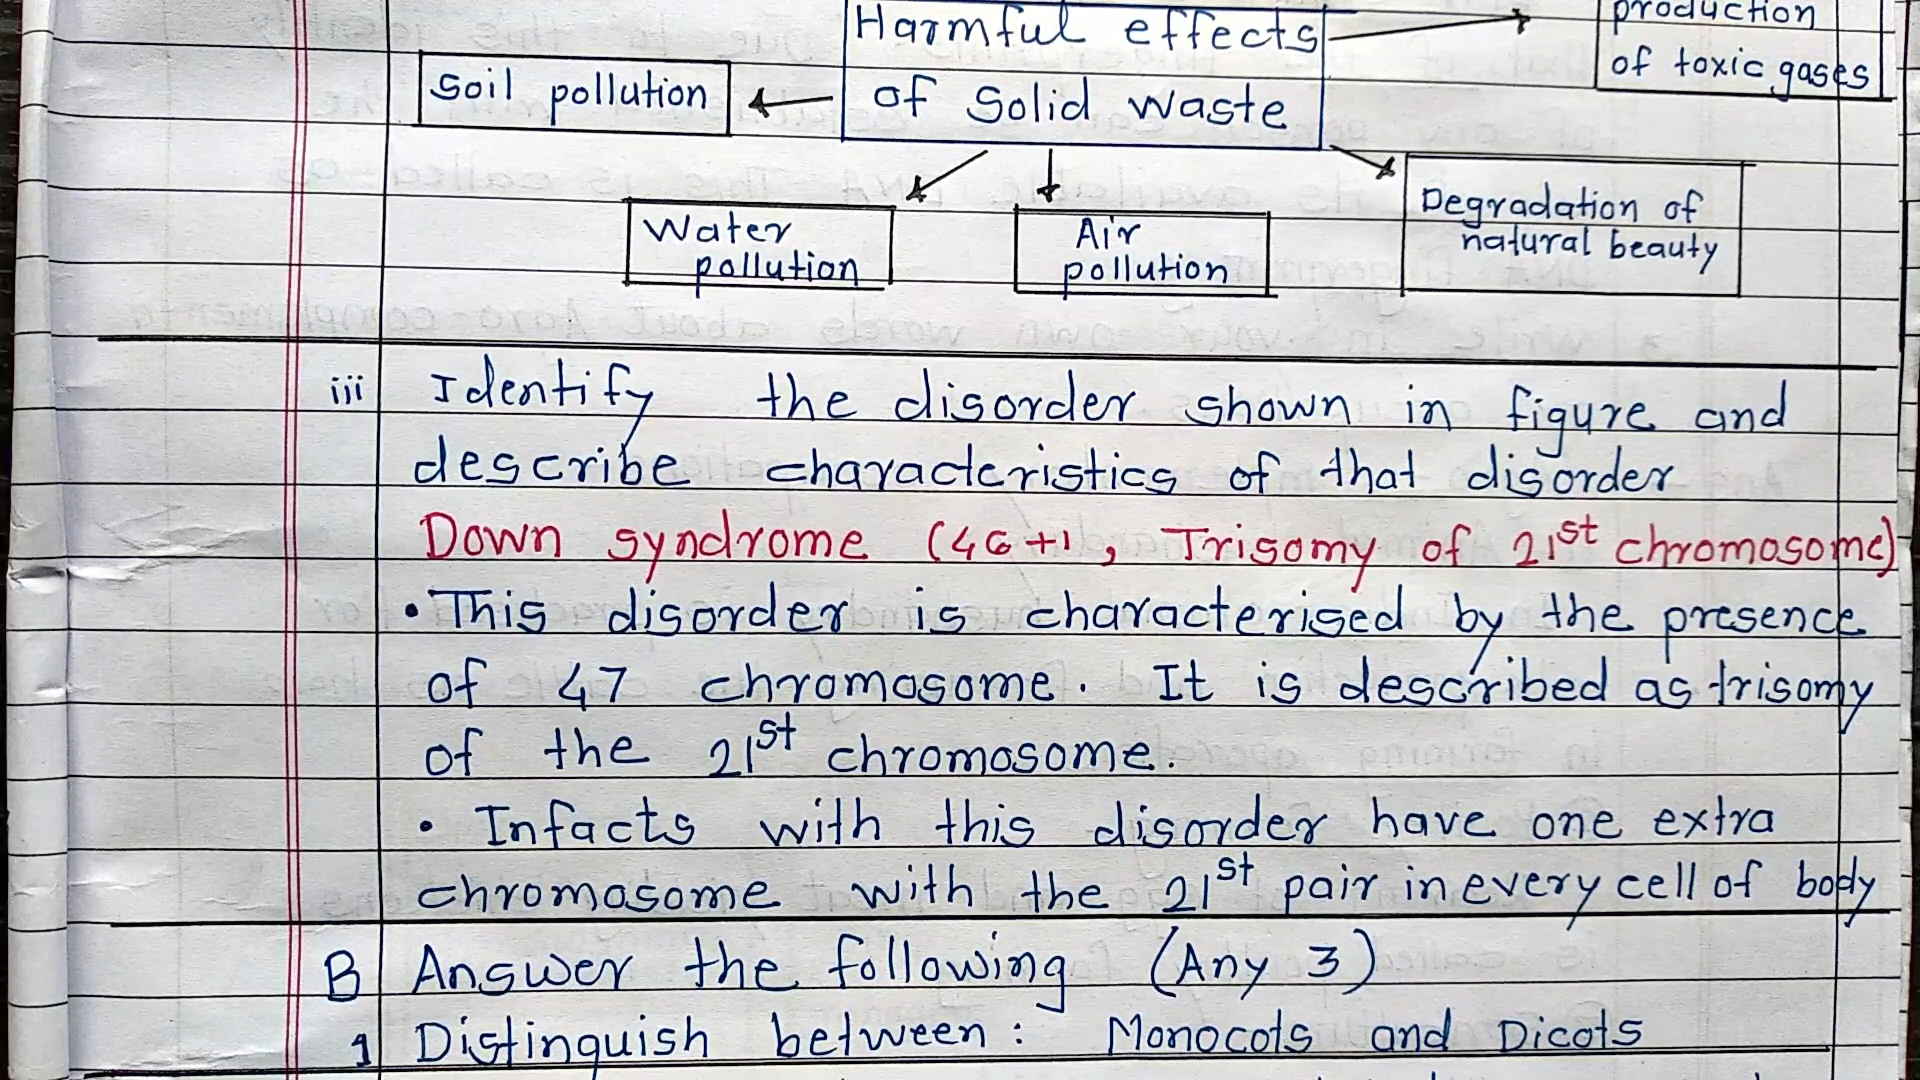 Harmful effects
of Solid waste
production
of toxic gases
Soil pollution
Water
pollution
Air
pollution
Degradation of
natural beauty
iii Identify the disorder shown in figure and
describe characteristics of that disorder
Down syndrome (46+1, Trisomy of 21st chromosome)
• This disorder is characterised by the presence
of 47 chromosome. It is described as trisomy
of the 21st chromosome.
• Infacts with this disorder have one extra
chromosome with the 21st pair in every cell of body
B Answer the following (Any 3)
1 Distinguish between: Monocots and Dicots